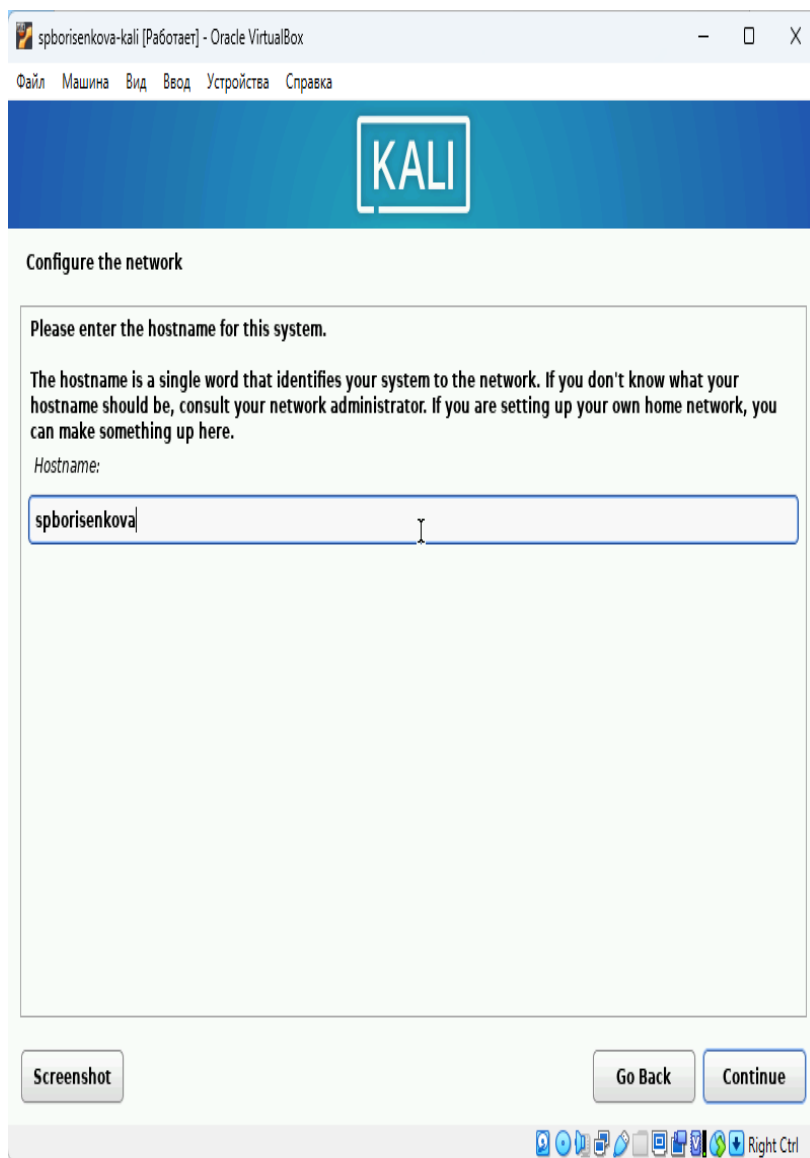 spborisenkova-kali [Работает] - Oracle VirtualBox
Файл Машина Вид Ввод Устройства Справка
KALI
Configure the network
Please enter the hostname for this system.
The hostname is a single word that identifies your system to the network. If you don't know what your
hostname should be, consult your network administrator. If you are setting up your own home network, you
can make something up here.
Hostname:
spborisenkova
Screenshot
Go Back
Continue
Right Ctrl